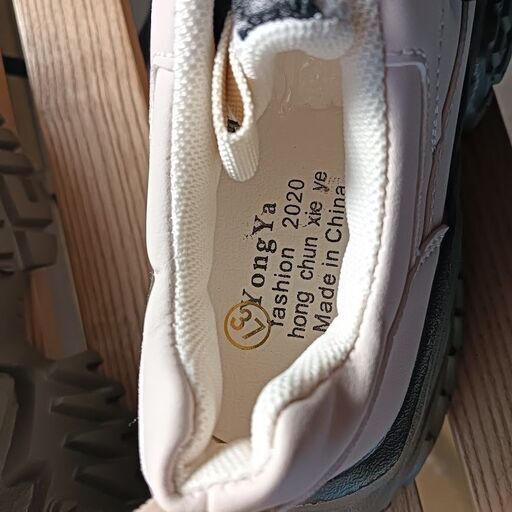 37
YongYa
fashion 2020
hong chun xie ye
Made in China